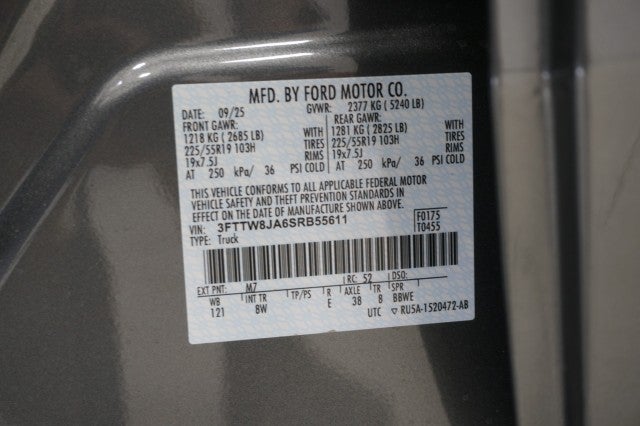 MFD. BY FORD MOTOR CO.
DATE: 09/25 GVWR: 2377 KG ( 5240 LB)
FRONT GAWR: REAR GAWR:
1218 KG ( 2685 LB) WITH 1281 KG ( 2825 LB) WITH
225/55R19 103H TIRES 225/55R19 103H TIRES
19x7.5J RIMS 19x7.5J RIMS
AT 250 kPa/ 36 PSI COLD AT 250 kPa/ 36 PSI COLD
THIS VEHICLE CONFORMS TO ALL APPLICABLE FEDERAL MOTOR
VEHICLE SAFETY AND THEFT PREVENTION STANDARDS IN
EFFECT ON THE DATE OF MANUFACTURE SHOWN ABOVE.
VIN: 3FTTW8JA6SRB55611 F0175
TYPE: Truck T0455
EXT PNT: M7 RC: 52 DSO:
WB INT TR TP/PS R AXLE TR SPR
121 BW E 38 8 BBWE
UTC ▽ RU5A-1520472-AB